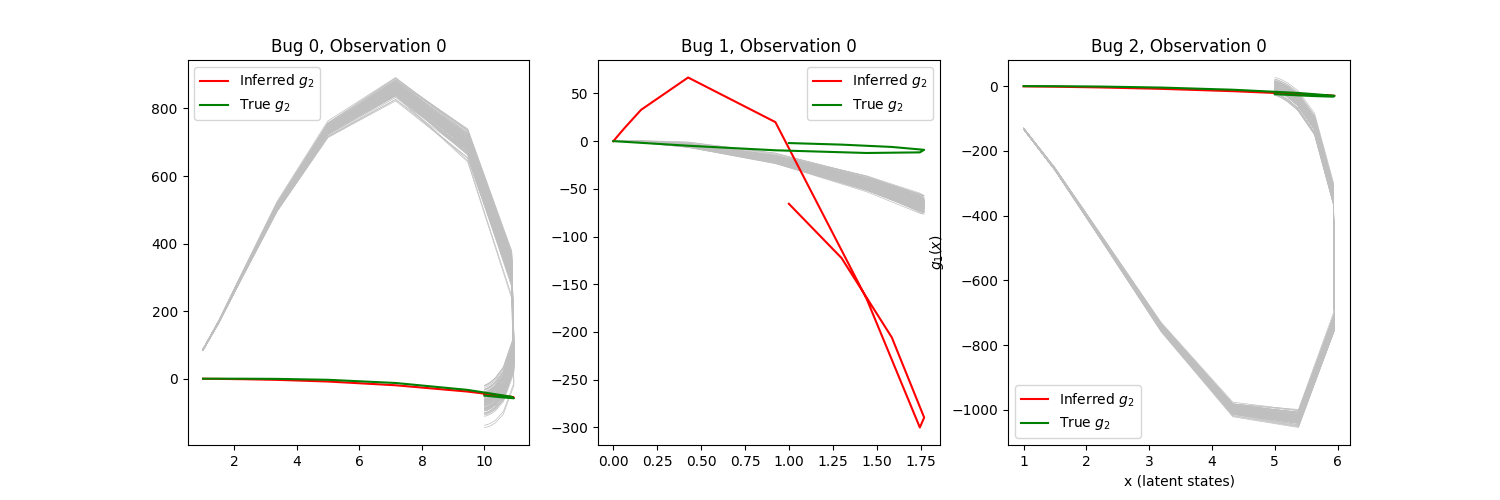 Bug 0, Observation 0
Inferred g₂
True g₂
800
600
400
200
0
2 4 6 8 10
Bug 1, Observation 0
Inferred g₂
True g₂
50
0
−50
−100
−150
−200
−250
−300
0.00 0.25 0.50 0.75 1.00 1.25 1.50 1.75
Bug 2, Observation 0
g₁(x)
0
−200
−400
−600
−800
−1000
Inferred g₂
True g₂
1 2 3 4 5 6
x (latent states)